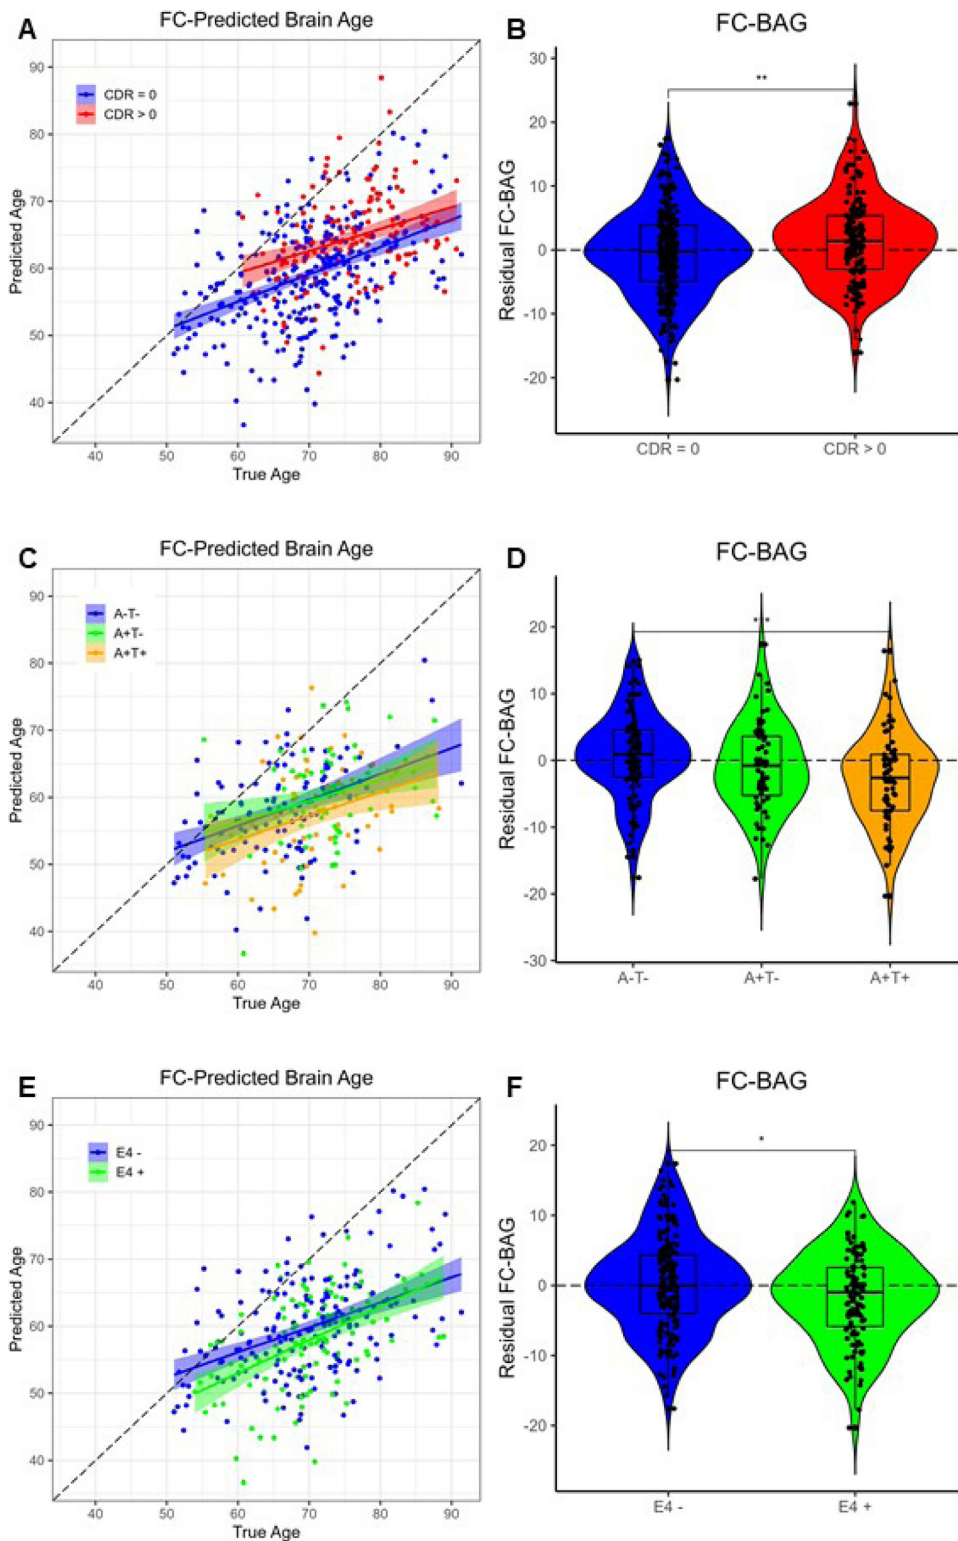 A
FC-Predicted Brain Age
90
80
70
60
50
40
Predicted Age
CDR = 0
CDR > 0
40 50 60 70 80 90
True Age
B
FC-BAG
30
20
10
0
-10
-20
Residual FC-BAG
**
CDR = 0 CDR > 0
C
FC-Predicted Brain Age
90
80
70
60
50
40
Predicted Age
A-T-
A+T-
A+T+
40 50 60 70 80 90
True Age
D
FC-BAG
20
10
0
-10
-20
-30
Residual FC-BAG
A-T- A+T- A+T+
E
FC-Predicted Brain Age
90
80
70
60
50
40
Predicted Age
E4 -
E4 +
40 50 60 70 80 90
True Age
F
FC-BAG
20
10
0
-10
-20
Residual FC-BAG
*
E4 - E4 +